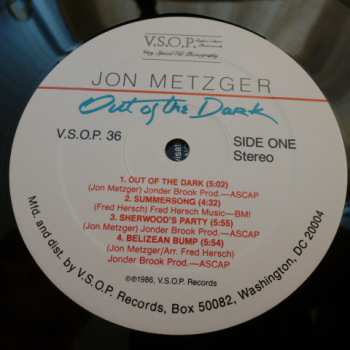 V.S.O.P.
Very Special Old Phonography
JON METZGER
Out of the Dark
V.S.O.P. 36
SIDE ONE
Stereo
1. OUT OF THE DARK (5:02)
(Jon Metzger) Jonder Brook Prod.—ASCAP
2. SUMMERSONG (4:32)
(Fred Hersch) Fred Hersch Music—BMI
3. SHERWOOD'S PARTY (5:55)
(Jon Metzger) Jonder Brook Prod.—ASCAP
4. BELIZEAN BUMP (5:54)
(Jon Metzger/Arr. Fred Hersch)
Jonder Brook Prod.—ASCAP
©℗1986, V.S.O.P. Records
Mfd. and dist. by V.S.O.P. Records, Box 50082, Washington, DC 20004